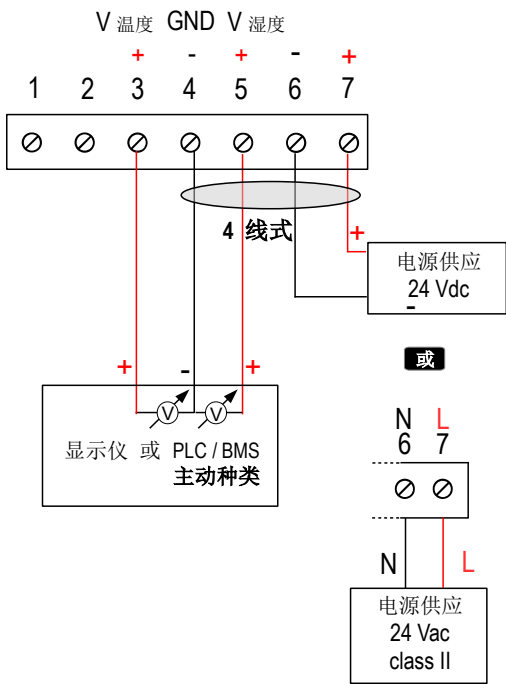 V 温度 GND V 湿度
+ - + - +
1 2 3 4 5 6 7
4 线式
+
电源供应
24 Vdc
-
或
+ - +
V V
显示仪 或 PLC / BMS
主动种类
N L
6 7
N L
电源供应
24 Vac
class II